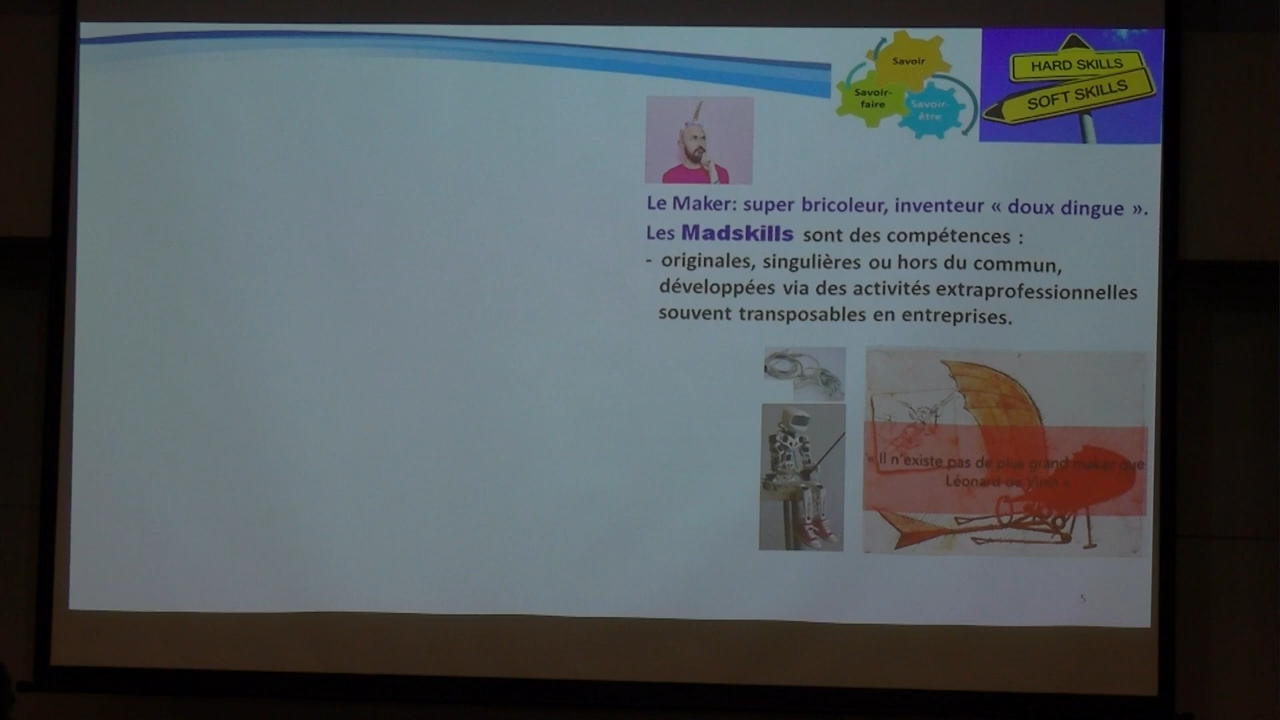 Savoir
Savoir-
faire
Savoir-
être
HARD SKILLS
SOFT SKILLS
Le Maker: super bricoleur, inventeur « doux dingue ».
Les Madskills sont des compétences :
- originales, singulières ou hors du commun,
développées via des activités extraprofessionnelles
souvent transposables en entreprises.
« Il n'existe pas de plus grand maker que
Léonard de Vinci »
5